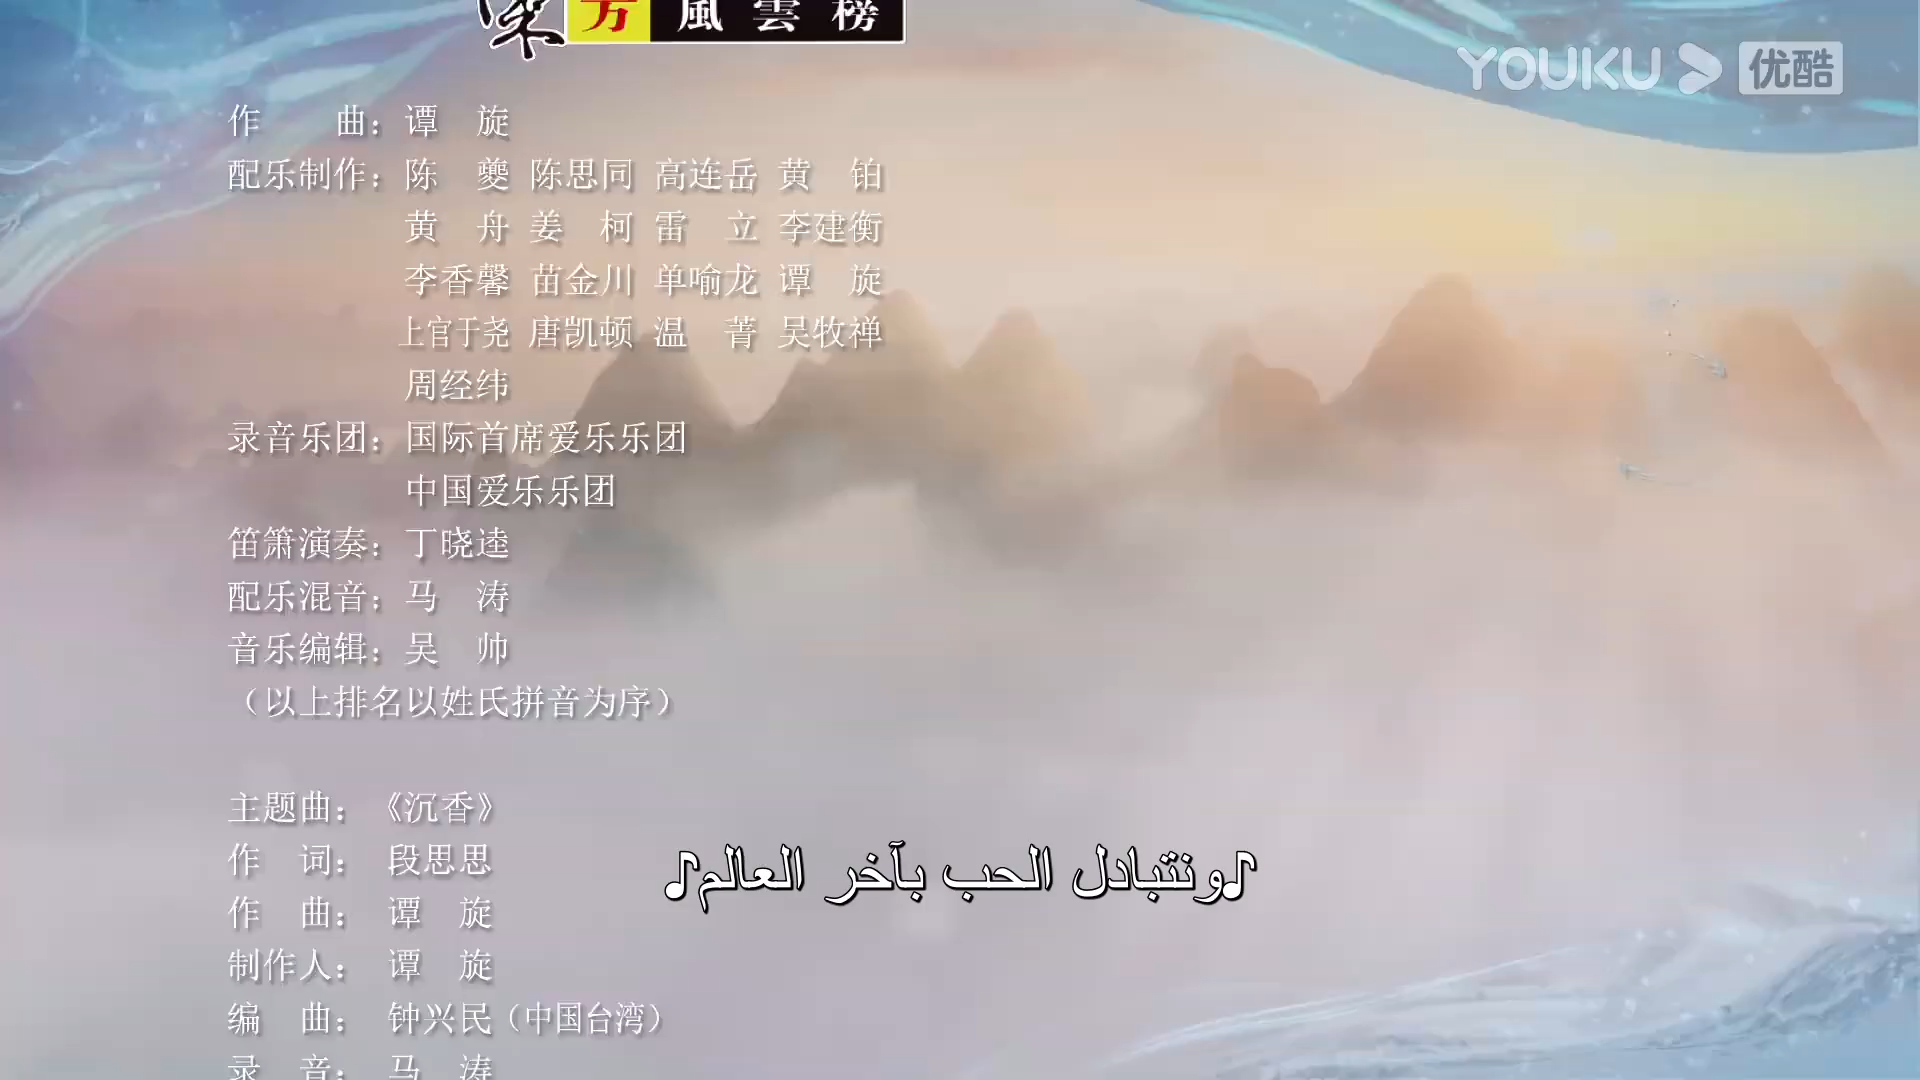 方風雲榜
YOUKU 优酷
作 曲：谭 旋
配乐制作：陈 夔 陈思同 高连岳 黄 铂
黄 舟 姜 柯 雷 立 李建衡
李香馨 苗金川 单喻龙 谭 旋
上官于尧 唐凯顿 温 菁 吴牧禅
周经纬
录音乐团：国际首席爱乐乐团
中国爱乐乐团
笛箫演奏：丁晓逵
配乐混音：马 涛
音乐编辑：吴 帅
（以上排名以姓氏拼音为序）
主题曲：《沉香》
作 词：段思思
♪ونتبادل الحب بآخر العالم♪
作 曲：谭 旋
制作人：谭 旋
编 曲：钟兴民（中国台湾）
录 音：马 涛